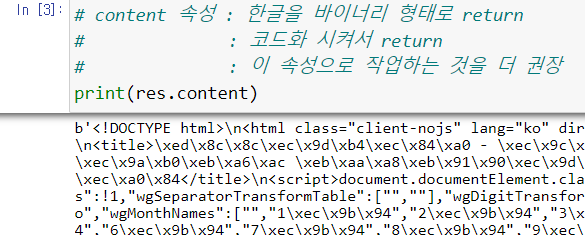 In [3]:
# content 속성 : 한글을 바이너리 형태로 return
# : 코드화 시켜서 return
# : 이 속성으로 작업하는 것을 더 권장
print(res.content)
b'<!DOCTYPE html>\n<html class="client-nojs" lang="ko" dir
\n<title>\xed\x8c\x8c\xec\x9d\xb4\xec\x84\xa0 - \xec\x9c\x
\xec\x9a\xb0\xeb\xa6\xac \xeb\xaa\xa8\xeb\x91\x90\xec\x9d\
\xec\xa0\x84</title>\n<script>document.documentElement.cla
s":!1,"wgSeparatorTransformTable":["",""],"wgDigitTransfor
o","wgMonthNames":["","1\xec\x9b\x94","2\xec\x9b\x94","3\x
4","6\xec\x9b\x94","7\xec\x9b\x94","8\xec\x9b\x94","9\xec\